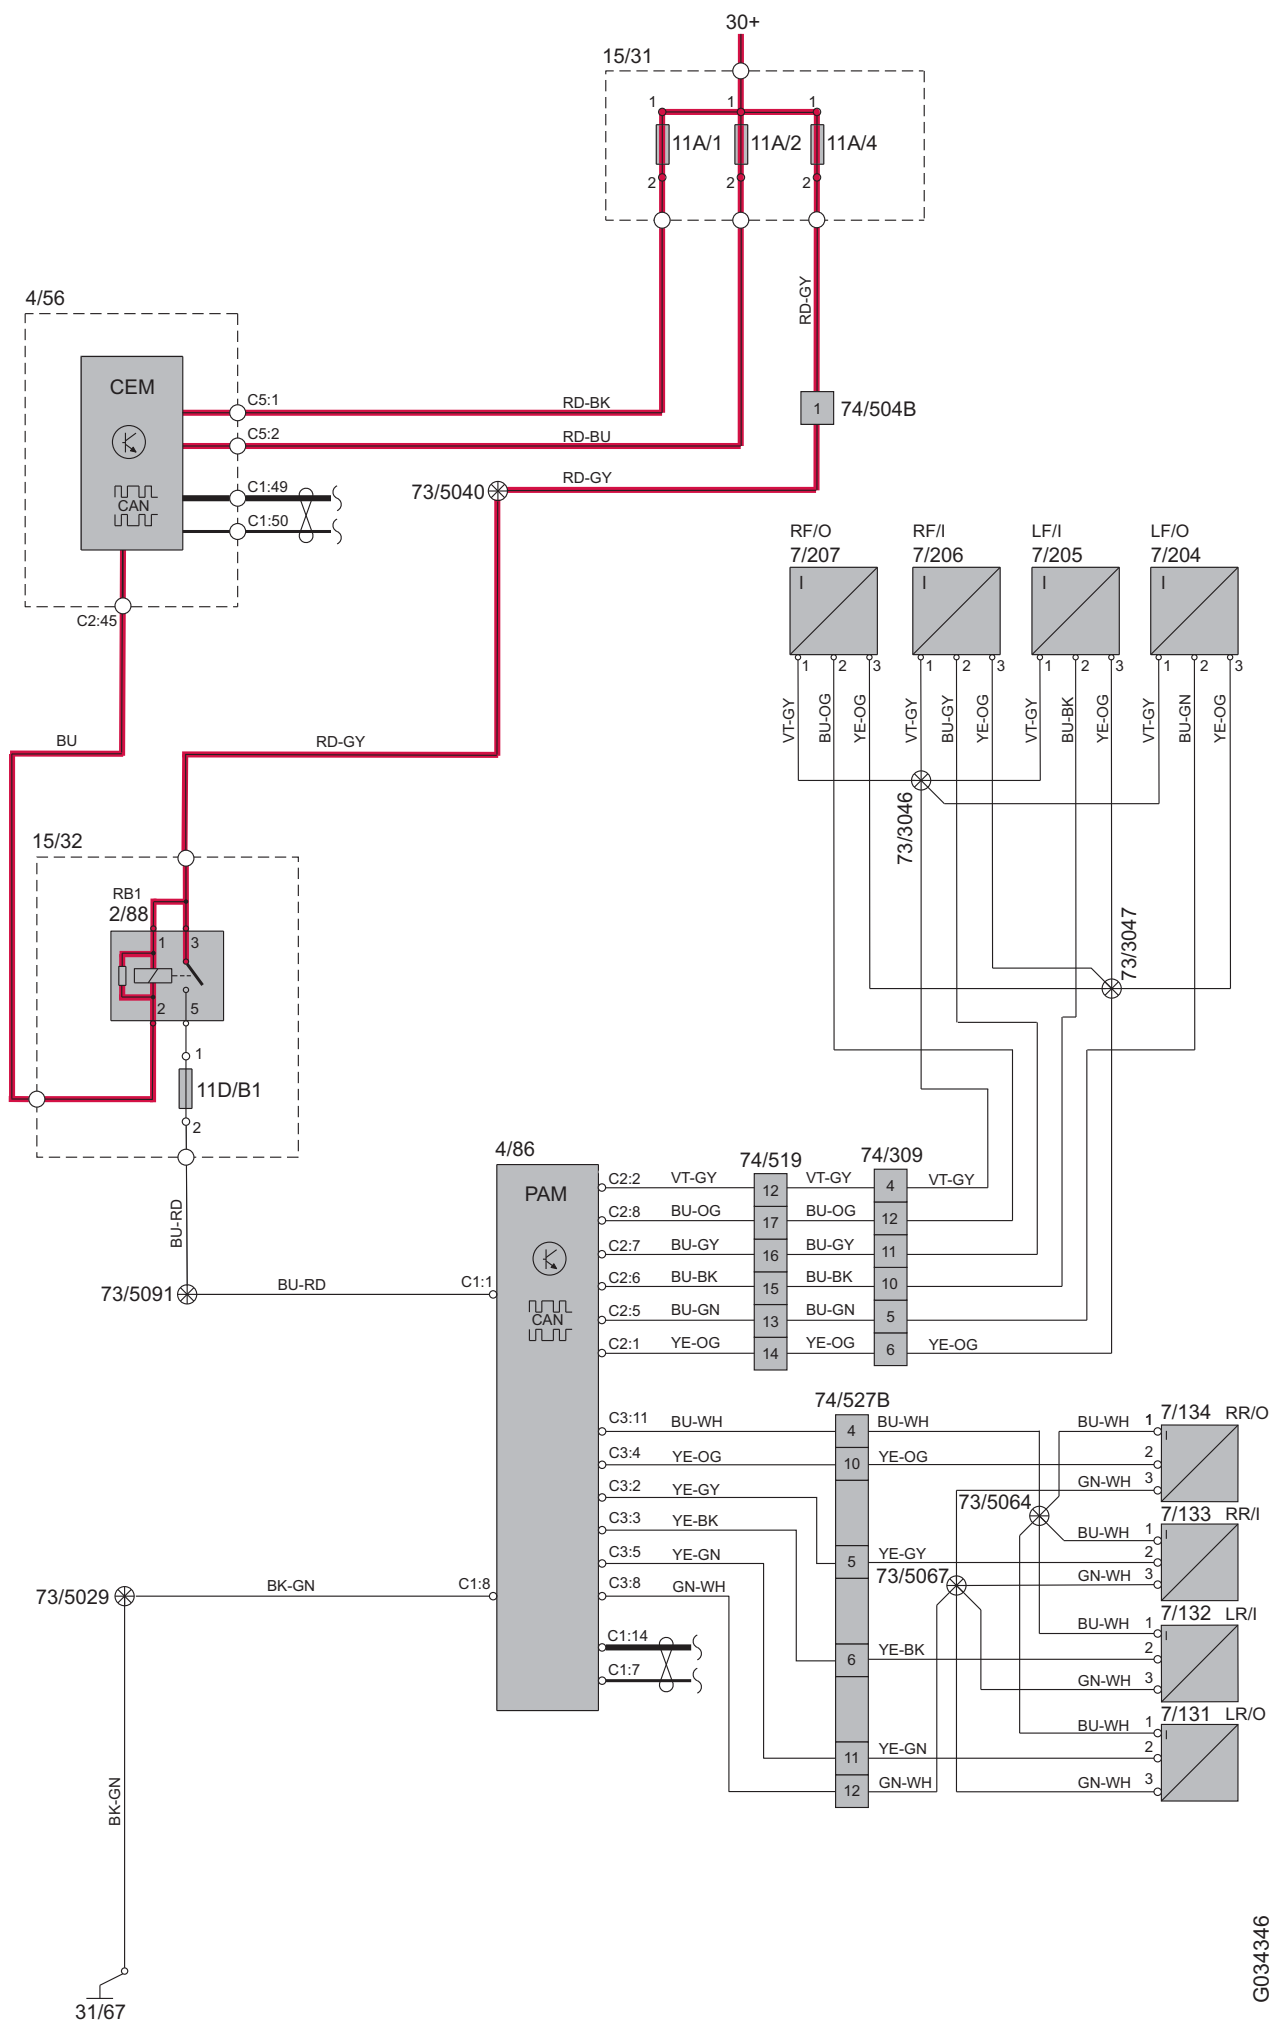 30+
15/31
1 1 1
11A/1 11A/2 11A/4
2 2 2
RD-GY
4/56
CEM
C5:1 RD-BK
1 74/504B
C5:2 RD-BU
CAN
C1:49
73/5040 RD-GY
C1:50
C2:45
RF/O RF/I LF/I LF/O
7/207 7/206 7/205 7/204
I I I I
1 2 3 1 2 3 1 2 3 1 2 3
VT-GY BU-OG YE-OG VT-GY BU-GY YE-OG VT-GY BU-BK YE-OG VT-GY BU-GN YE-OG
BU RD-GY
73/3046
15/32
RB1
2/88
1 3
73/3047
2 5
1
11D/B1
2
4/86
PAM
CAN
74/519 74/309
C2:2 VT-GY 12 VT-GY 4 VT-GY
C2:8 BU-OG 17 BU-OG 12
C2:7 BU-GY 16 BU-GY 11
C2:6 BU-BK 15 BU-BK 10
C2:5 BU-GN 13 BU-GN 5
C2:1 YE-OG 14 YE-OG 6 YE-OG
BU-RD
73/5091 BU-RD C1:1
74/527B
C3:11 BU-WH 4 BU-WH BU-WH 1 7/134 RR/O
C3:4 YE-OG 10 YE-OG 2 I
C3:2 YE-GY GN-WH 3
73/5064
C3:3 YE-BK BU-WH 1 7/133 RR/I
C3:5 YE-GN 5 YE-GY 2 I
73/5067 GN-WH 3
C3:8 GN-WH
73/5029 BK-GN C1:8
C1:14 BU-WH 1 7/132 LR/I
6 YE-BK 2 I
C1:7 GN-WH 3
BU-WH 1 7/131 LR/O
11 YE-GN 2 I
12 GN-WH GN-WH 3
BK-GN
31/67
G034346